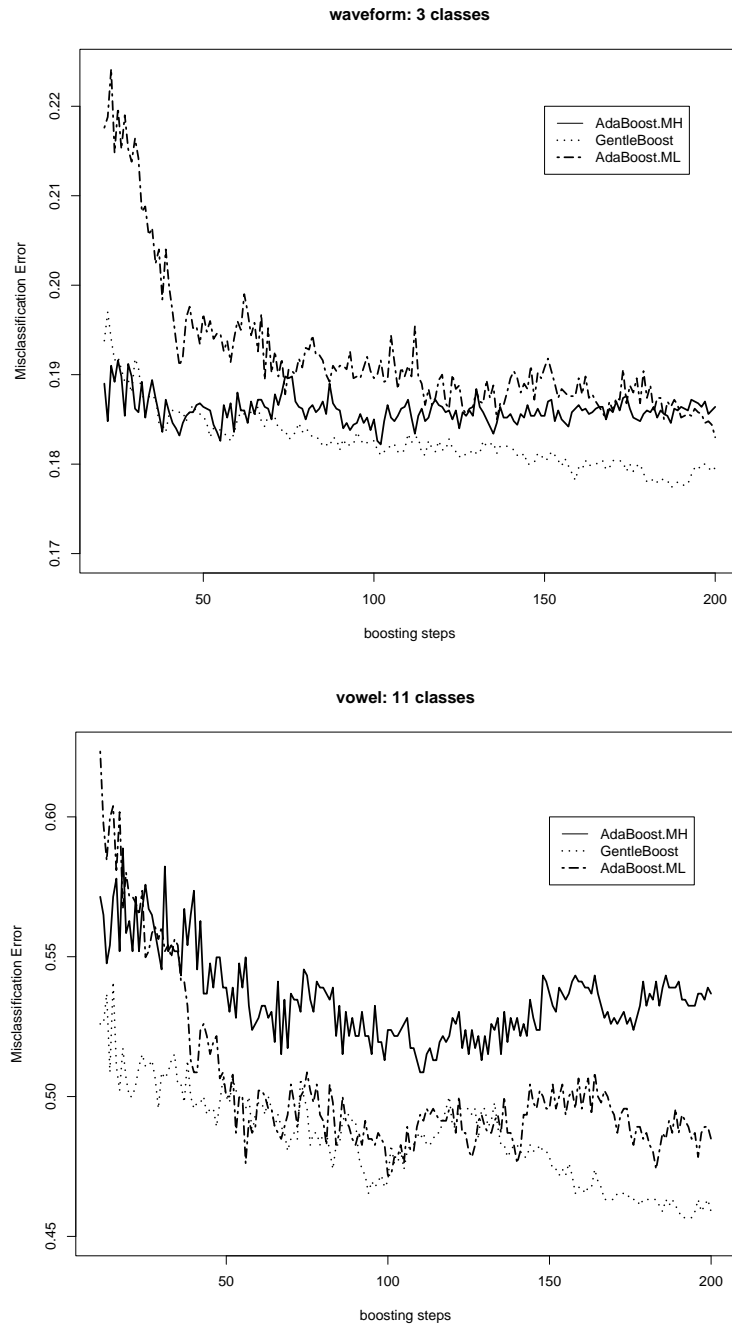 waveform: 3 classes
0.22
0.21
0.20
0.19
0.18
0.17
Misclassification Error
AdaBoost.MH
GentleBoost
AdaBoost.ML
50
100
150
200
boosting steps
vowel: 11 classes
0.60
0.55
0.50
0.45
Misclassification Error
AdaBoost.MH
GentleBoost
AdaBoost.ML
50
100
150
200
boosting steps